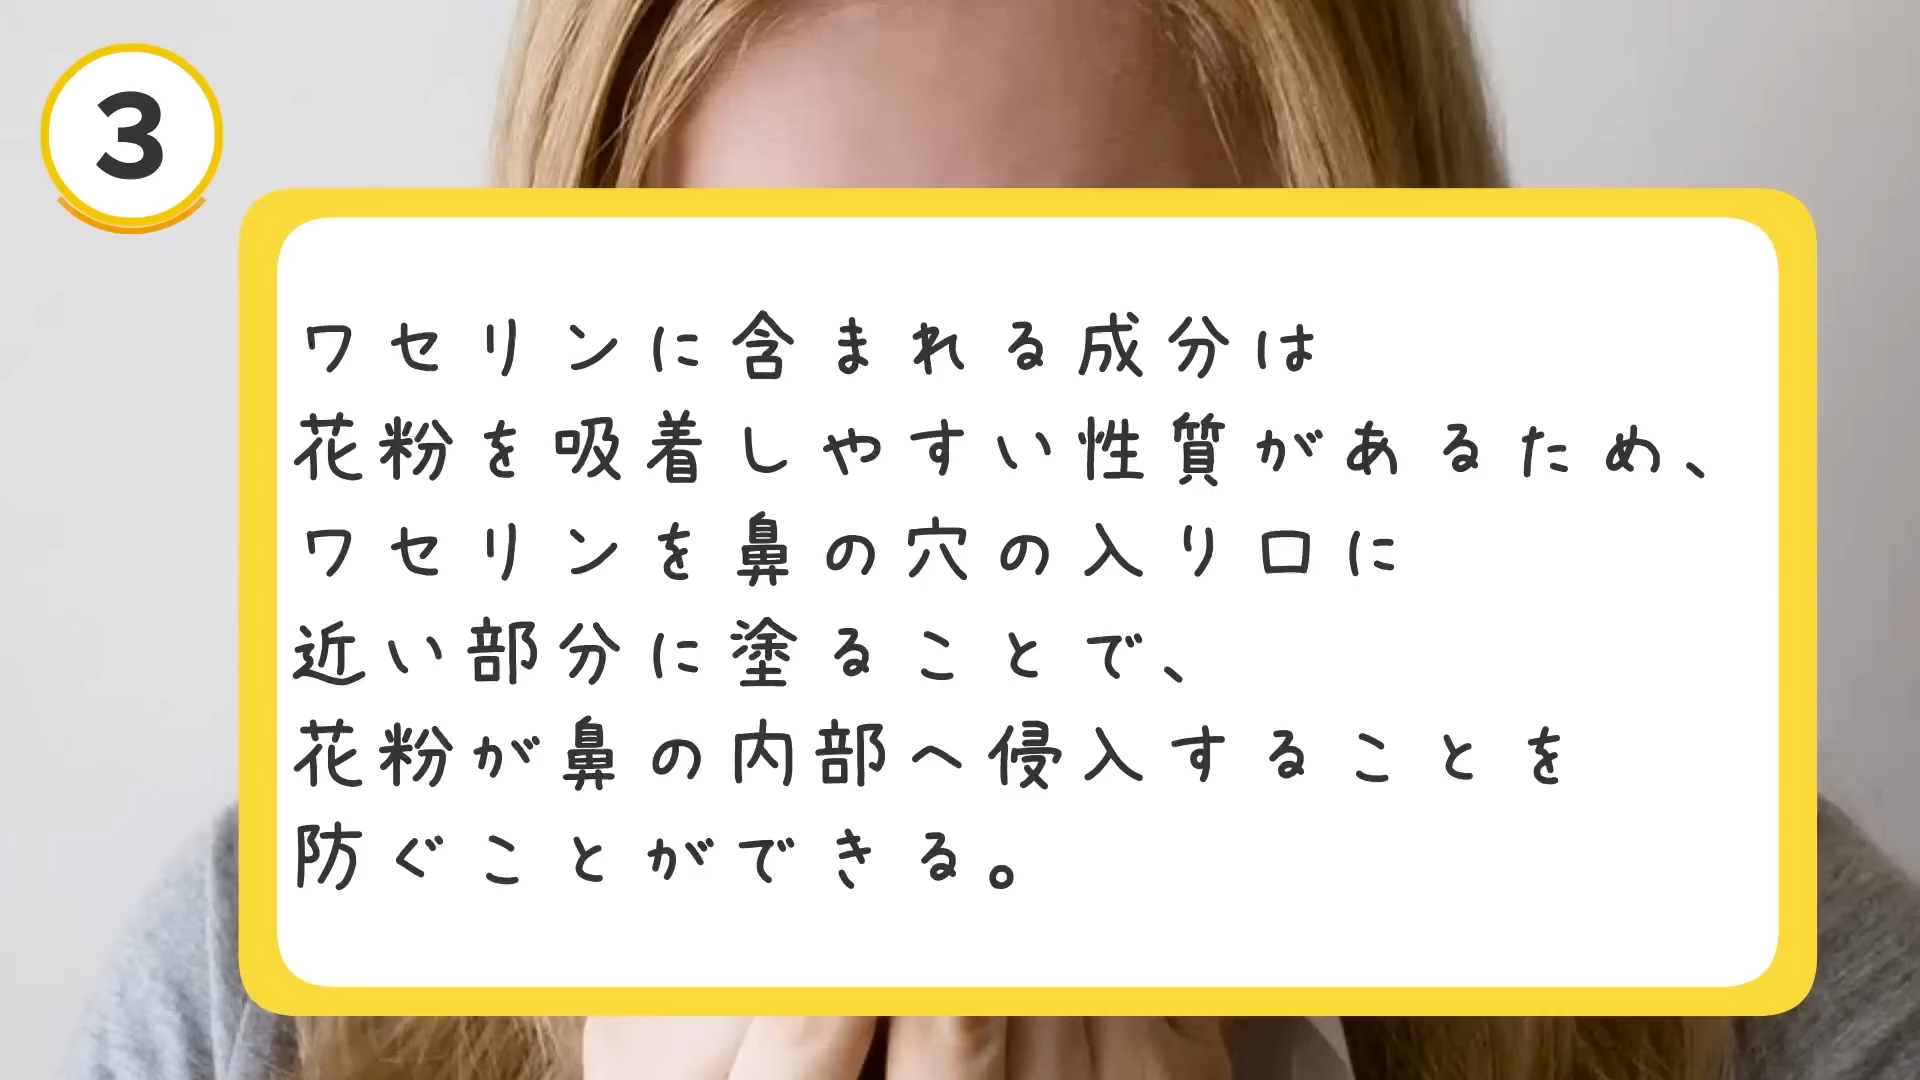 3
ワセリンに含まれる成分は
花粉を吸着しやすい性質があるため、
ワセリンを鼻の穴の入り口に
近い部分に塗ることで、
花粉が鼻の内部へ侵入することを
防ぐことができる。